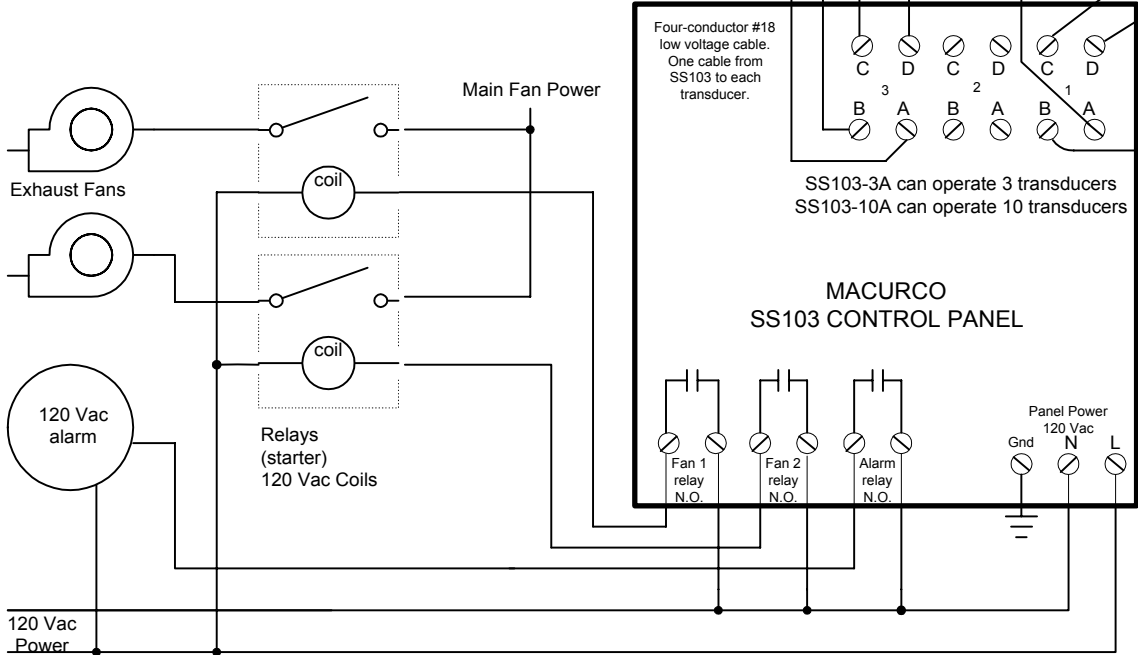 Four-conductor #18
low voltage cable.
One cable from
SS103 to each
transducer.
C D C D C D
3 2 1
B A B A B A
SS103-3A can operate 3 transducers
SS103-10A can operate 10 transducers
MACURCO
SS103 CONTROL PANEL
Main Fan Power
Exhaust Fans
coil
coil
Relays
(starter)
120 Vac Coils
120 Vac
alarm
Fan 1
relay
N.O.
Fan 2
relay
N.O.
Alarm
relay
N.O.
Panel Power
120 Vac
Gnd N L
120 Vac
Power